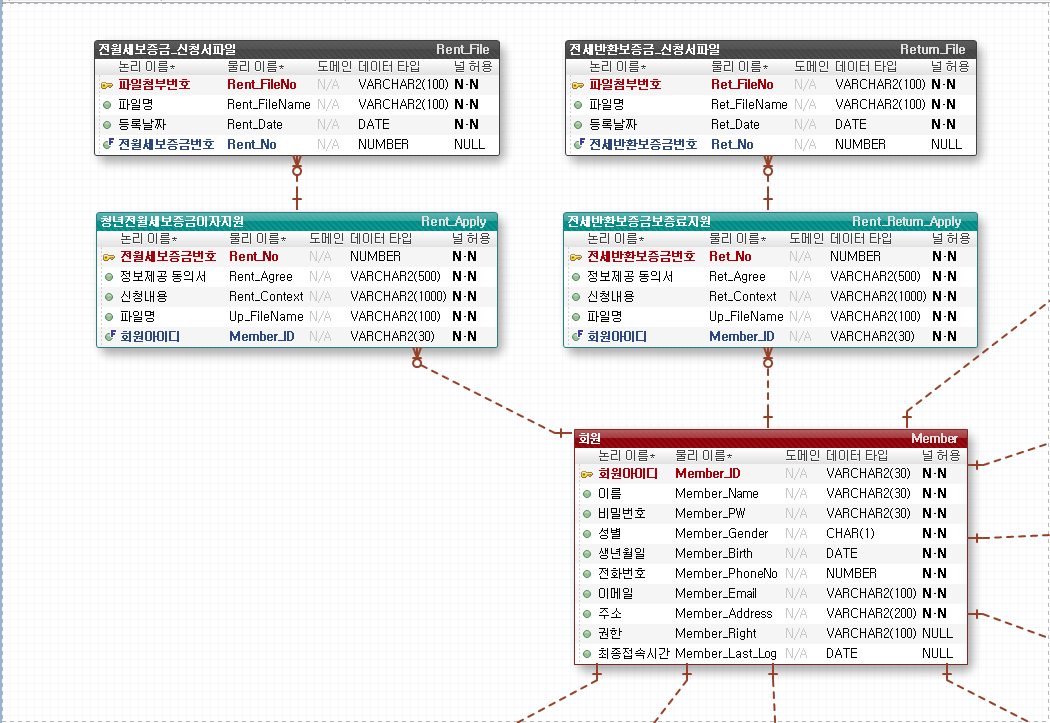 전월세보증금_신청서파일 Rent_File
논리 이름* 물리 이름* 도메인 데이터 타입 널 허용
파일첨부번호 Rent_FileNo N/A VARCHAR2(100) N-N
파일명 Rent_FileName N/A VARCHAR2(100) N-N
등록날짜 Rent_Date N/A DATE N-N
전월세보증금번호 Rent_No N/A NUMBER NULL
전세반환보증금_신청서파일 Return_File
논리 이름* 물리 이름* 도메인 데이터 타입 널 허용
파일첨부번호 Ret_FileNo N/A VARCHAR2(100) N-N
파일명 Ret_FileName N/A VARCHAR2(100) N-N
등록날짜 Ret_Date N/A DATE N-N
전세반환보증금번호 Ret_No N/A NUMBER NULL
청년전월세보증금이자지원 Rent_Apply
논리 이름* 물리 이름* 도메인 데이터 타입 널 허용
전월세보증금번호 Rent_No N/A NUMBER N-N
정보제공 동의서 Rent_Agree N/A VARCHAR2(500) N-N
신청내용 Rent_Context N/A VARCHAR2(1000) N-N
파일명 Up_FileName N/A VARCHAR2(100) N-N
회원아이디 Member_ID N/A VARCHAR2(30) N-N
전세반환보증금보증료지원 Rent_Return_Apply
논리 이름* 물리 이름* 도메인 데이터 타입 널 허용
전세반환보증금번호 Ret_No N/A NUMBER N-N
정보제공 동의서 Ret_Agree N/A VARCHAR2(500) N-N
신청내용 Ret_Context N/A VARCHAR2(1000) N-N
파일명 Up_FileName N/A VARCHAR2(100) N-N
회원아이디 Member_ID N/A VARCHAR2(30) N-N
회원 Member
논리 이름* 물리 이름* 도메인 데이터 타입 널 허용
회원아이디 Member_ID N/A VARCHAR2(30) N-N
이름 Member_Name N/A VARCHAR2(30) N-N
비밀번호 Member_PW N/A VARCHAR2(30) N-N
성별 Member_Gender N/A CHAR(1) N-N
생년월일 Member_Birth N/A DATE N-N
전화번호 Member_PhoneNo N/A NUMBER N-N
이메일 Member_Email N/A VARCHAR2(100) N-N
주소 Member_Address N/A VARCHAR2(200) N-N
권한 Member_Right N/A VARCHAR2(100) NULL
최종접속시간 Member_Last_Log N/A DATE NULL